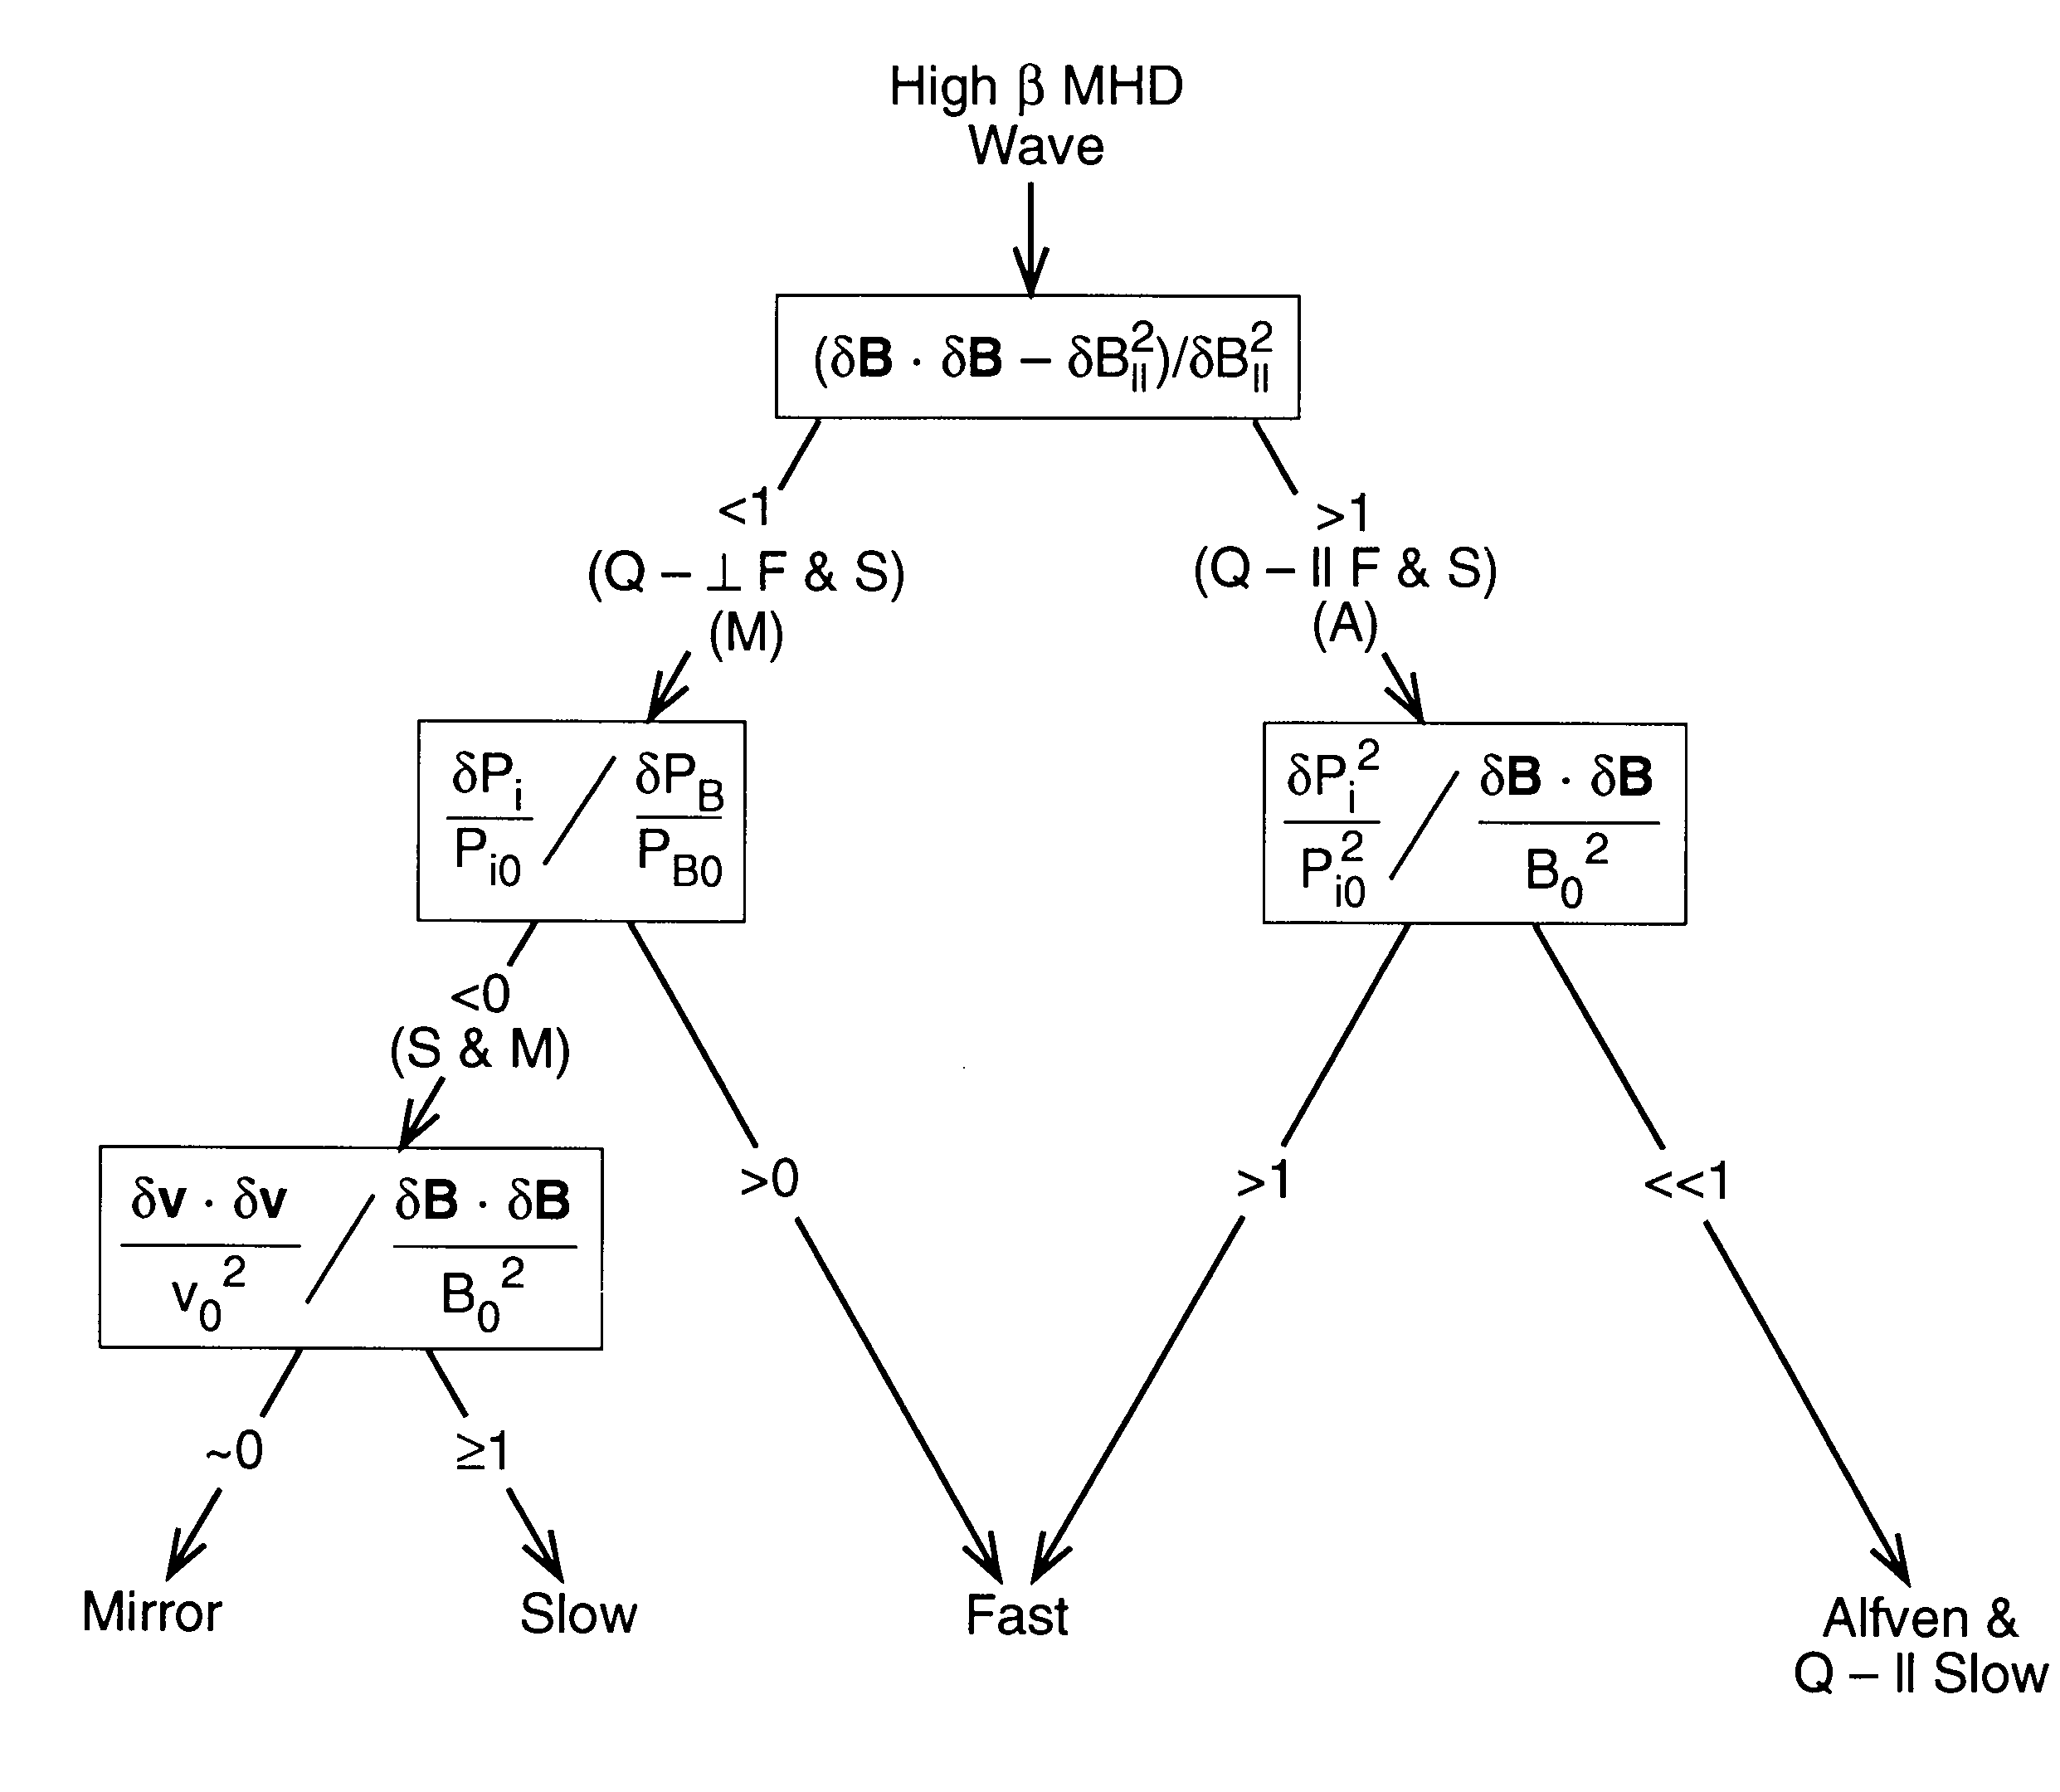 High β MHD
Wave
(δB · δB – δB∥²)/δB∥²
<1
(Q – ⊥ F & S)
(M)
>1
(Q – ∥ F & S)
(A)
δPi / δPB
Pi0 PB0
δPi² / δB · δB
Pi0² B0²
<0
(S & M)
>0
>1
<<1
δv · δv / δB · δB
v0² B0²
~0
≥1
Mirror
Slow
Fast
Alfven &
Q – ∥ Slow